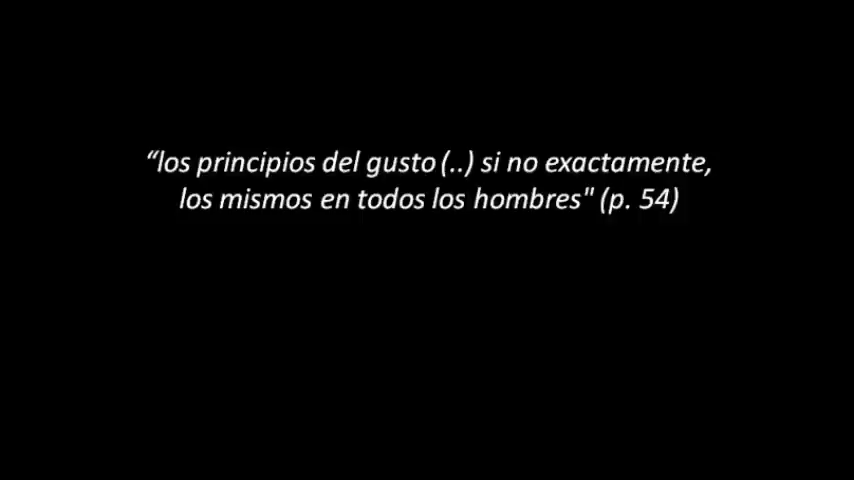 “los principios del gusto (..) si no exactamente,
los mismos en todos los hombres" (p. 54)